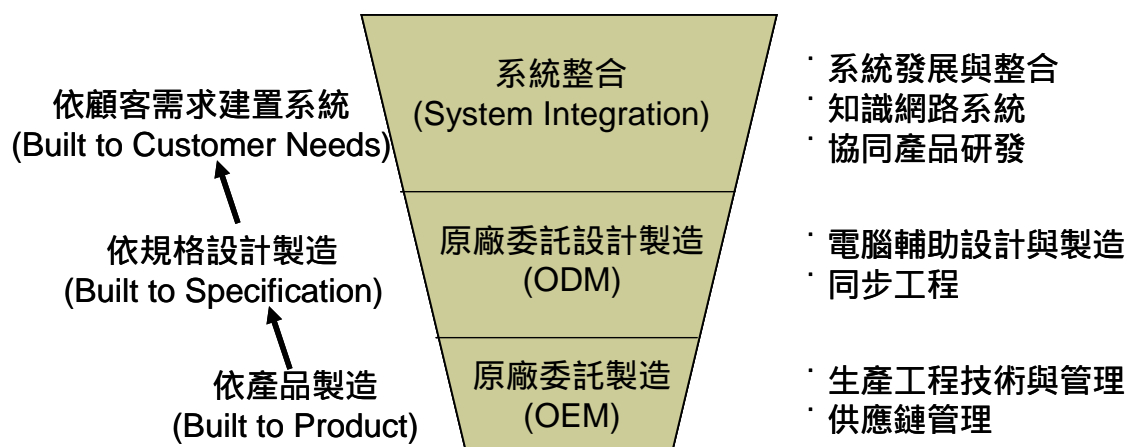 依顧客需求建置系統
(Built to Customer Needs)
系統整合
(System Integration)
˙系統發展與整合
˙知識網路系統
˙協同產品研發
依規格設計製造
(Built to Specification)
原廠委託設計製造
(ODM)
˙電腦輔助設計與製造
˙同步工程
依產品製造
(Built to Product)
原廠委託製造
(OEM)
˙生產工程技術與管理
˙供應鏈管理